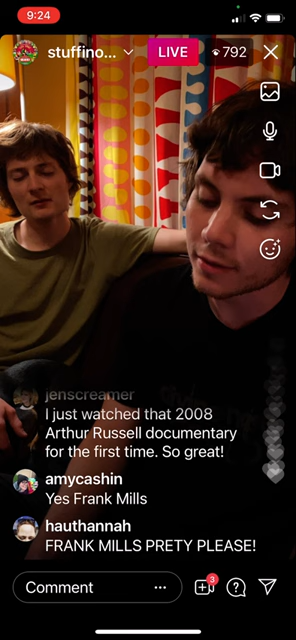 9:24
stuffino...
LIVE
792
jenscreamer
I just watched that 2008
Arthur Russell documentary
for the first time. So great!
amycashin
Yes Frank Mills
hauthannah
FRANK MILLS PRETY PLEASE!
Comment
...
3